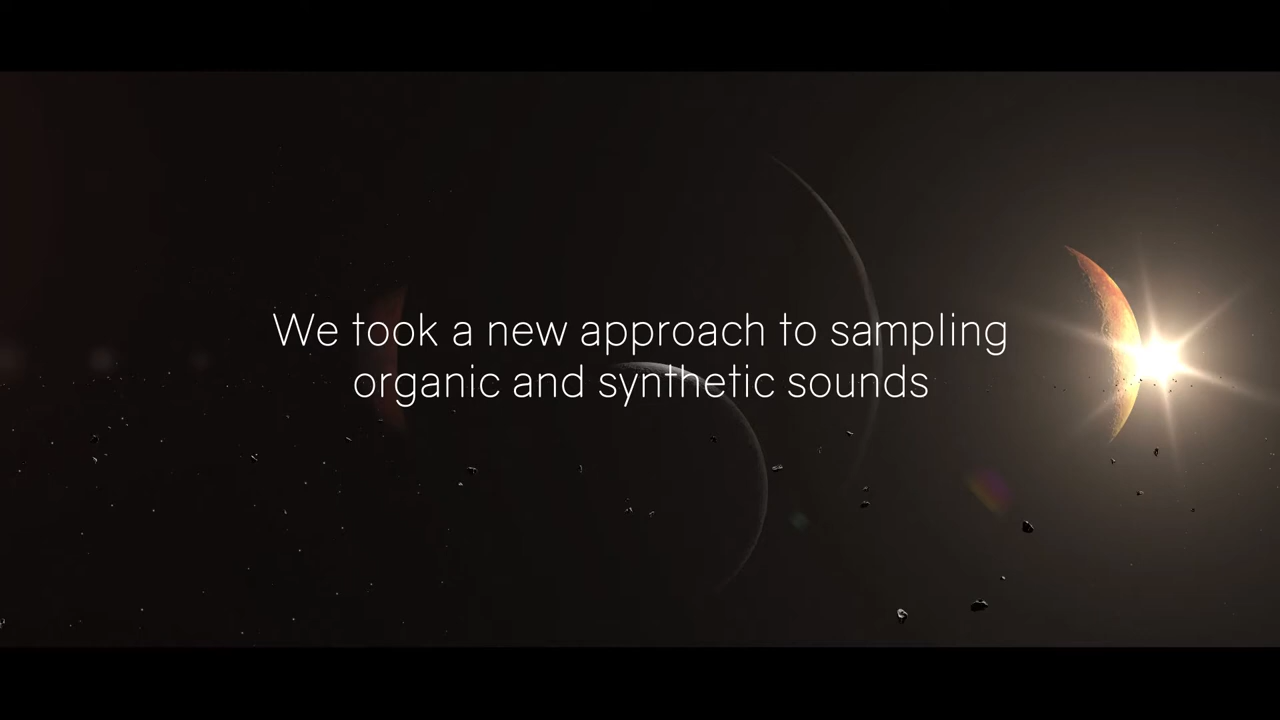 We took a new approach to sampling
organic and synthetic sounds